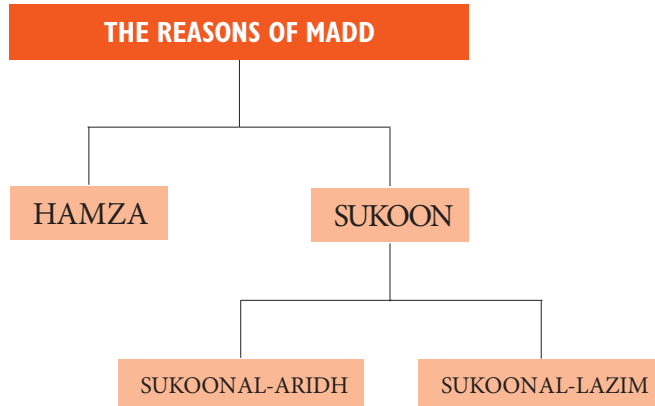 THE REASONS OF MADD
HAMZA
SUKOON
SUKOONAL-ARIDH
SUKOONAL-LAZIM